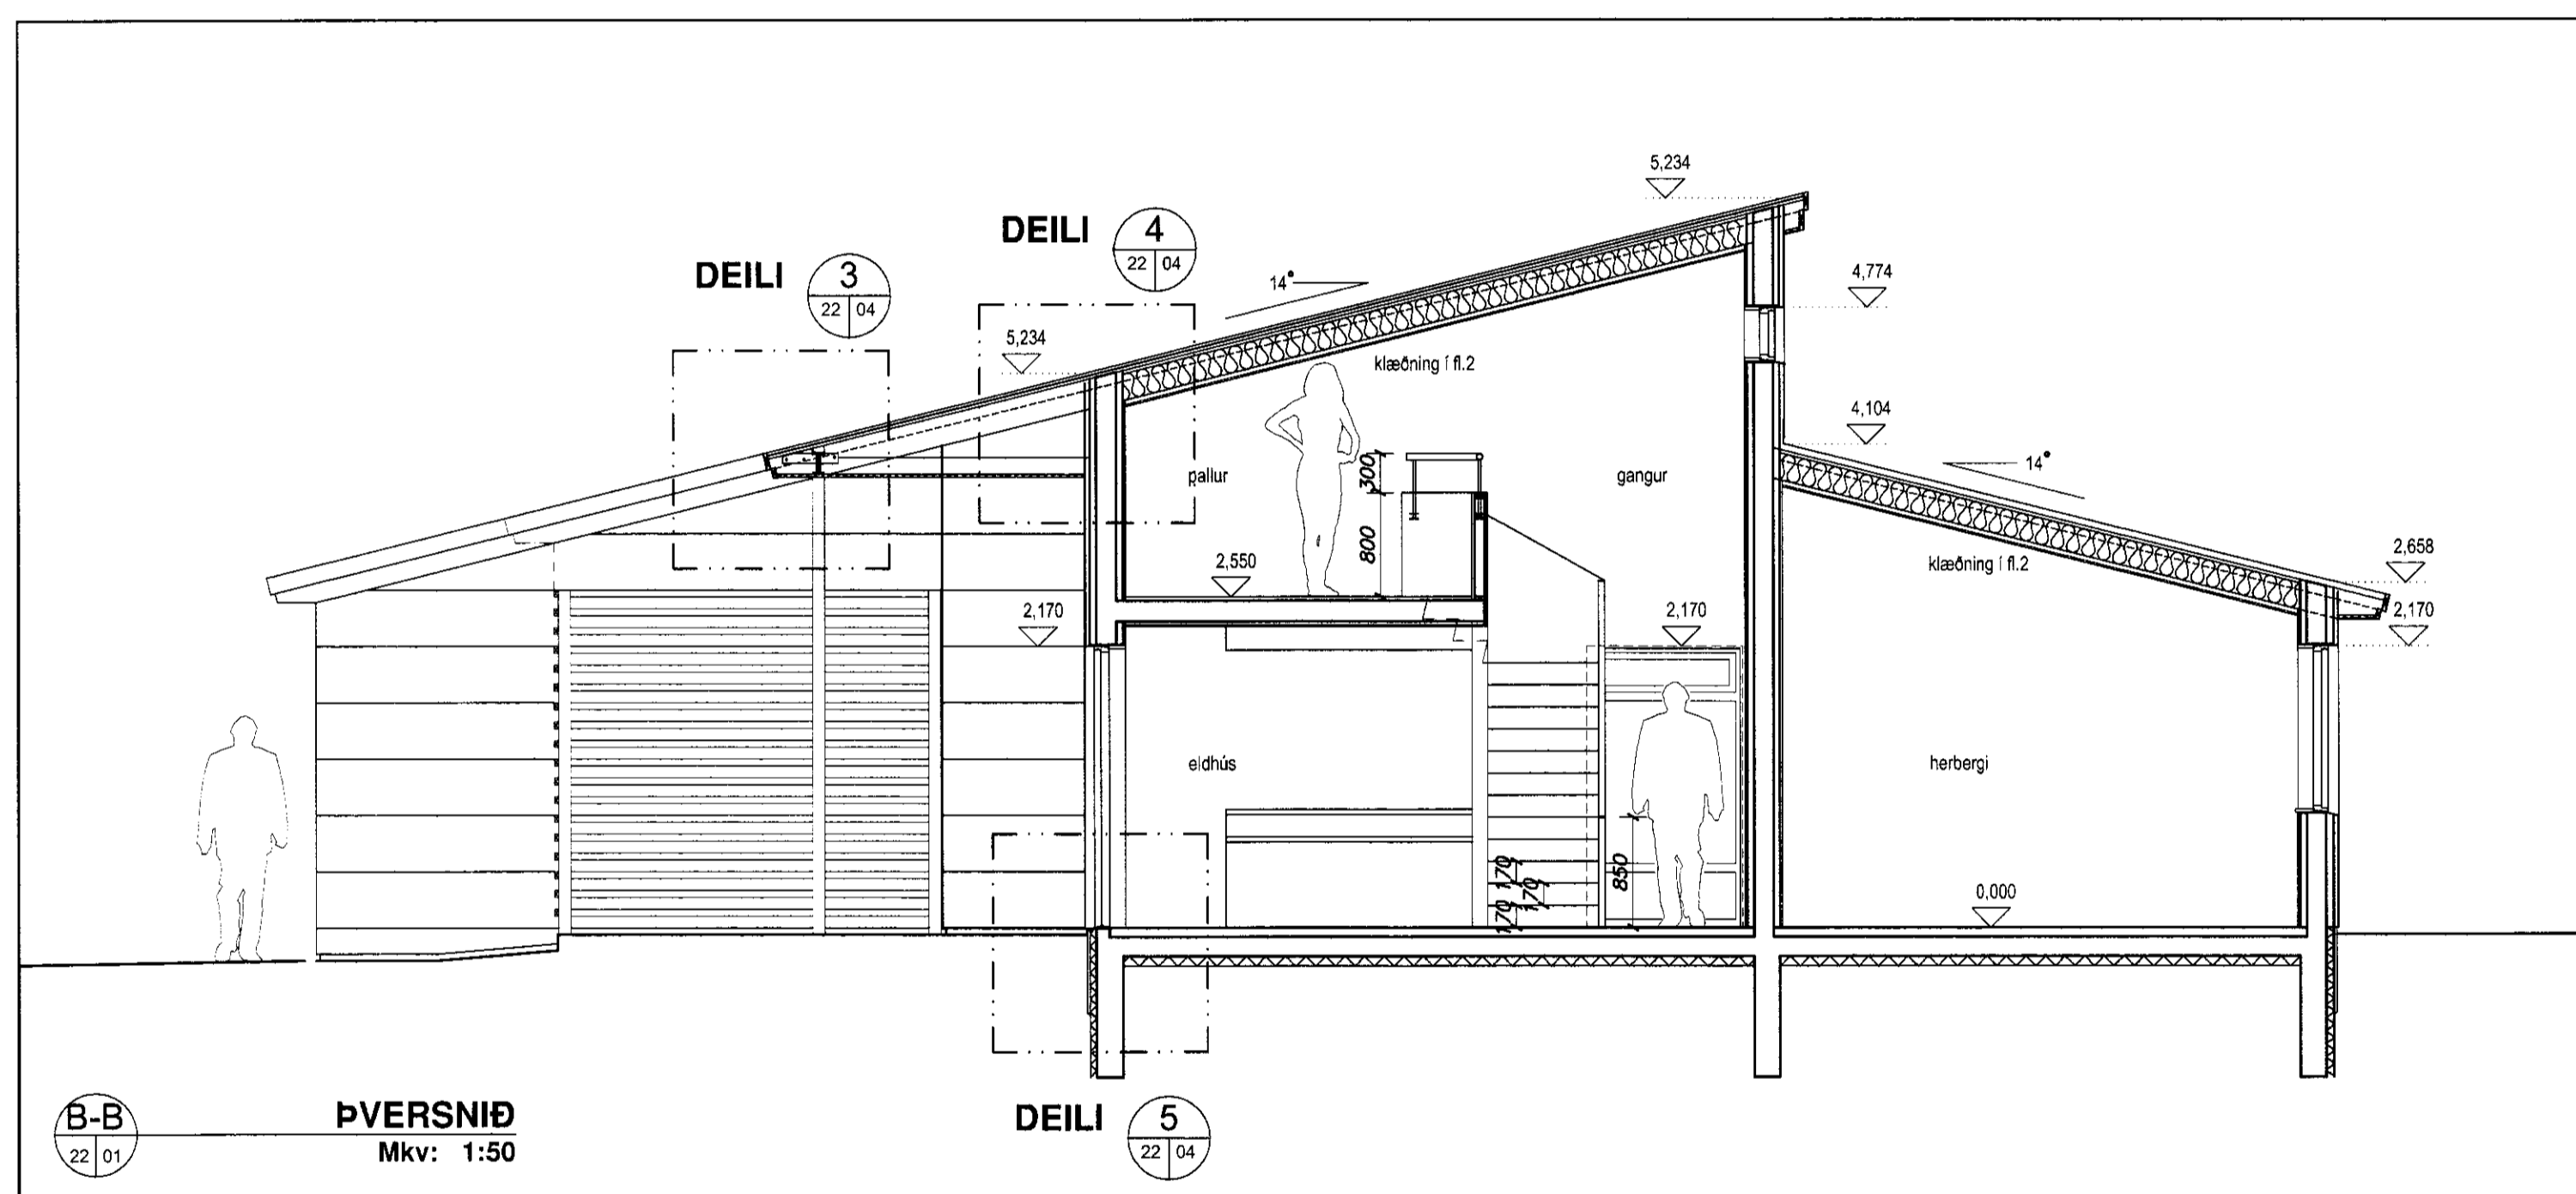 5,234
DEILI 4
22 04
DEILI 3
22 04
14°
4,774
5,234
klæðning í fl.2
4,104
14°
pallur
300
gangur
800
2,550
klæðning í fl.2
2,658
2,170
2,170
2,170
eldhús
herbergi
850
170
170
170
0,000
B-B
22 01
ÞVERSNIÐ
Mkv: 1:50
DEILI 5
22 04